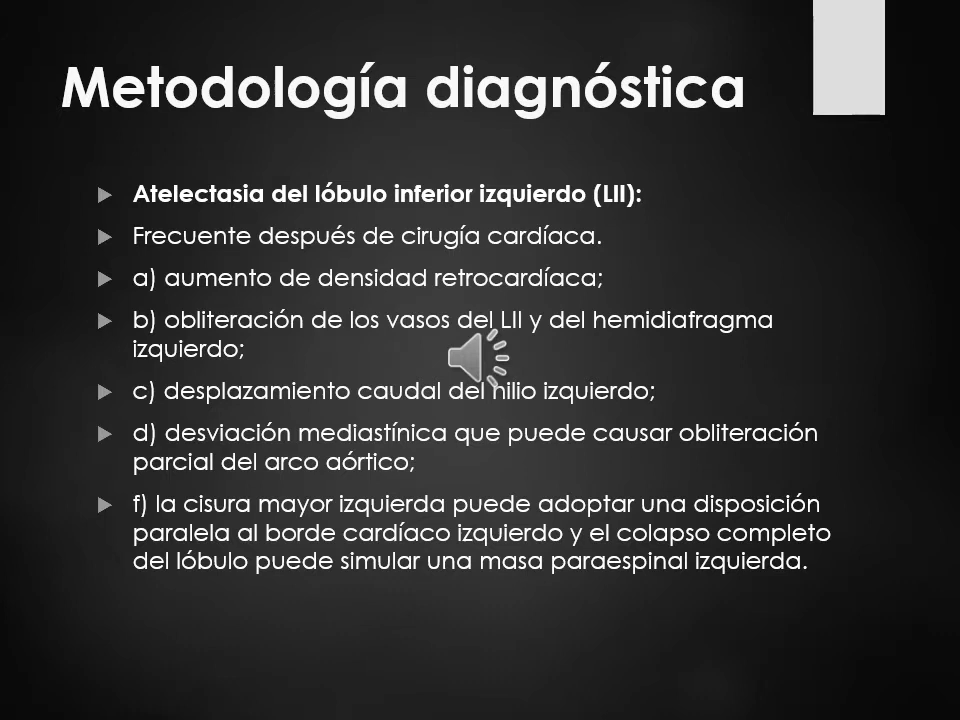 Metodología diagnóstica
Atelectasia del lóbulo inferior izquierdo (LII):
Frecuente después de cirugía cardíaca.
a) aumento de densidad retrocardíaca;
b) obliteración de los vasos del LII y del hemidiafragma
izquierdo;
c) desplazamiento caudal del hilio izquierdo;
d) desviación mediastínica que puede causar obliteración
parcial del arco aórtico;
f) la cisura mayor izquierda puede adoptar una disposición
paralela al borde cardíaco izquierdo y el colapso completo
del lóbulo puede simular una masa paraespinal izquierda.